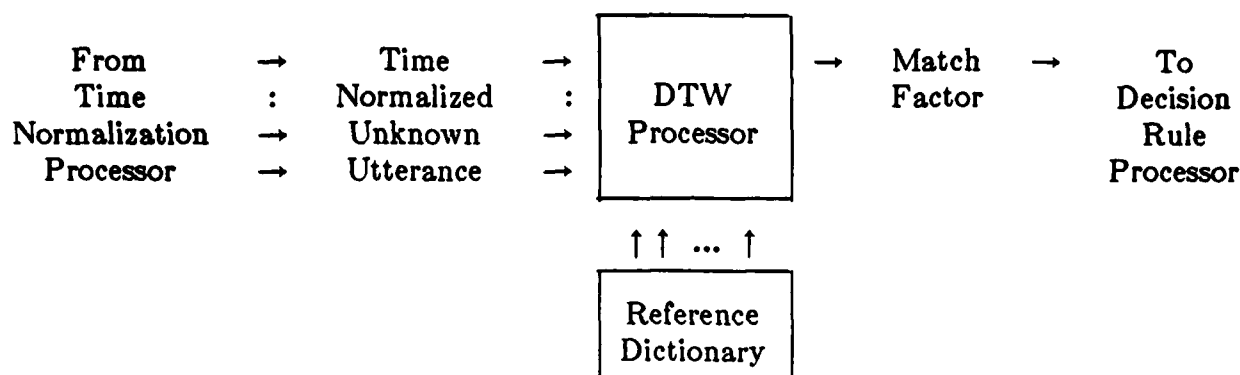 From → Time → DTW → Match → To
Time : Normalized : Processor Factor Decision
Normalization → Unknown → Rule
Processor → Utterance → Processor
↑ ↑ ... ↑
Reference
Dictionary